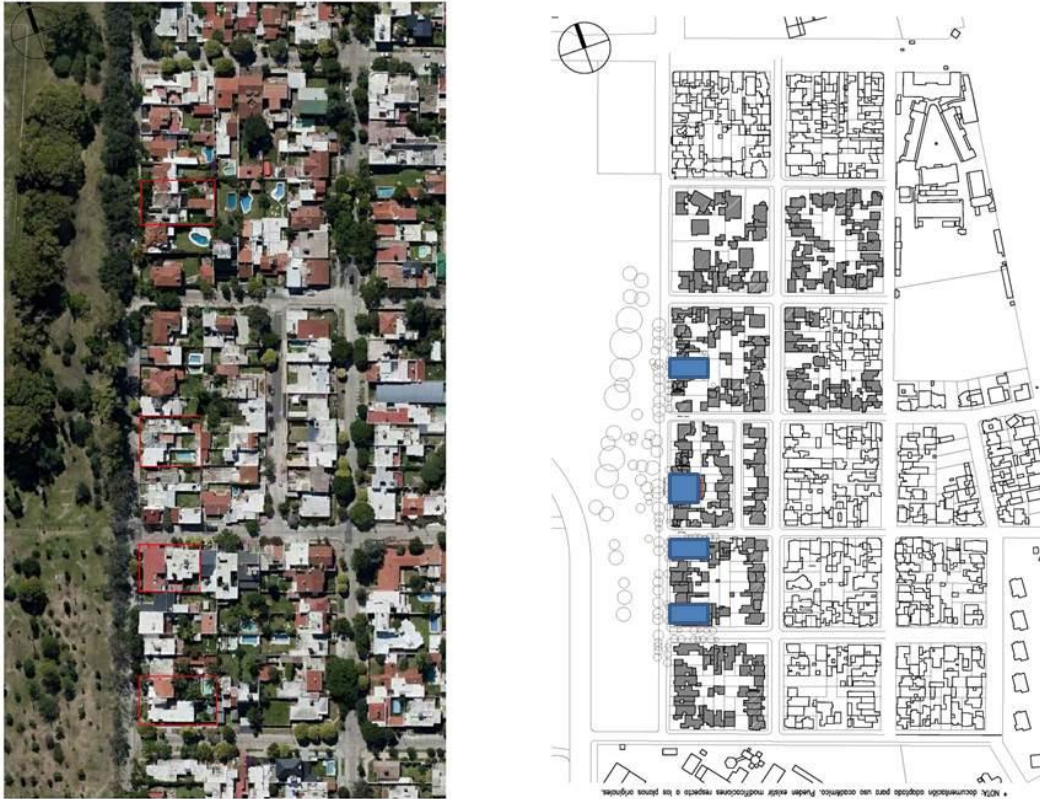 * NOTA: documentación adaptada para uso académico. Pueden existir modificaciones respecto a los planos originales.